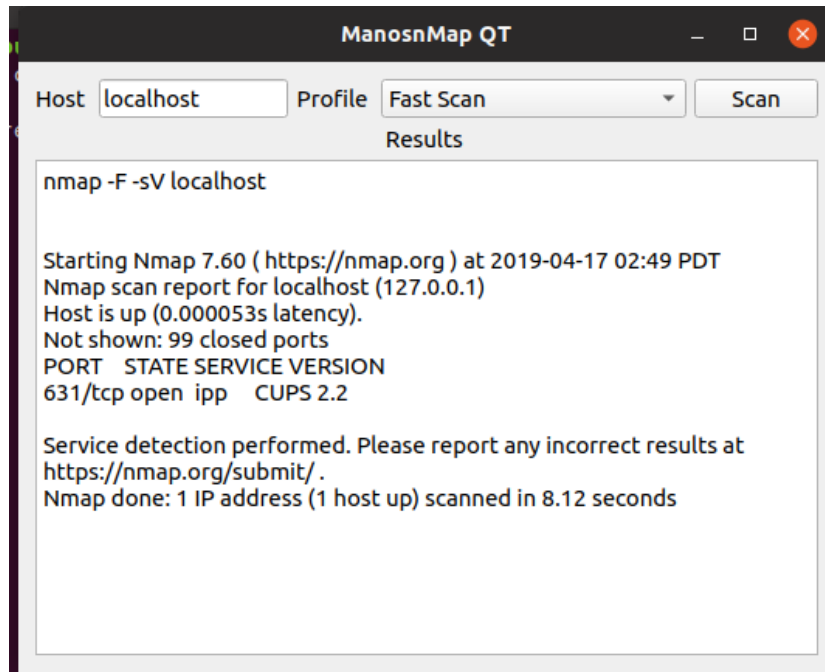 ManosnMap QT
Host localhost Profile Fast Scan Scan
Results
nmap -F -sV localhost
Starting Nmap 7.60 ( https://nmap.org ) at 2019-04-17 02:49 PDT
Nmap scan report for localhost (127.0.0.1)
Host is up (0.000053s latency).
Not shown: 99 closed ports
PORT STATE SERVICE VERSION
631/tcp open ipp CUPS 2.2
Service detection performed. Please report any incorrect results at
https://nmap.org/submit/ .
Nmap done: 1 IP address (1 host up) scanned in 8.12 seconds